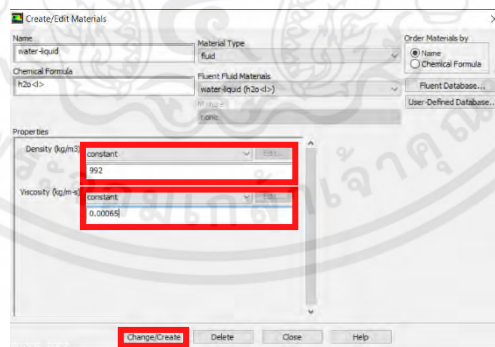 Create/Edit Materials
Name
water-liquid
Material Type
fluid
Order Materials by
Name
Chemical Formula
Chemical Formula
h2o<l>
Fluent Fluid Materials
water-liquid (h2o<l>)
Mixture
none
Fluent Database...
User-Defined Database...
Properties
Density (kg/m3)
constant
Edit...
992
Viscosity (kg/m-s)
constant
Edit...
0.00065
Change/Create
Delete
Close
Help